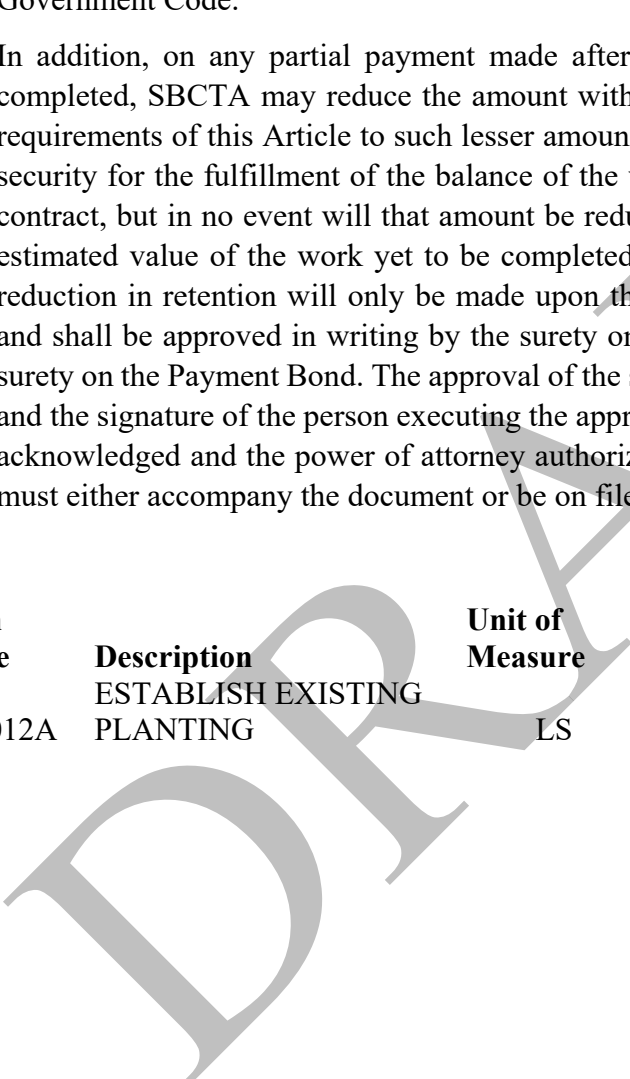 Government Code.
In addition, on any partial payment made after
completed, SBCTA may reduce the amount with
requirements of this Article to such lesser amoun
security for the fulfillment of the balance of the
contract, but in no event will that amount be redu
estimated value of the work yet to be completed
reduction in retention will only be made upon th
and shall be approved in writing by the surety on
surety on the Payment Bond. The approval of the
and the signature of the person executing the appr
acknowledged and the power of attorney authoriz
must either accompany the document or be on file
Unit of
e Description Measure
ESTABLISH EXISTING
012A PLANTING LS
DRA